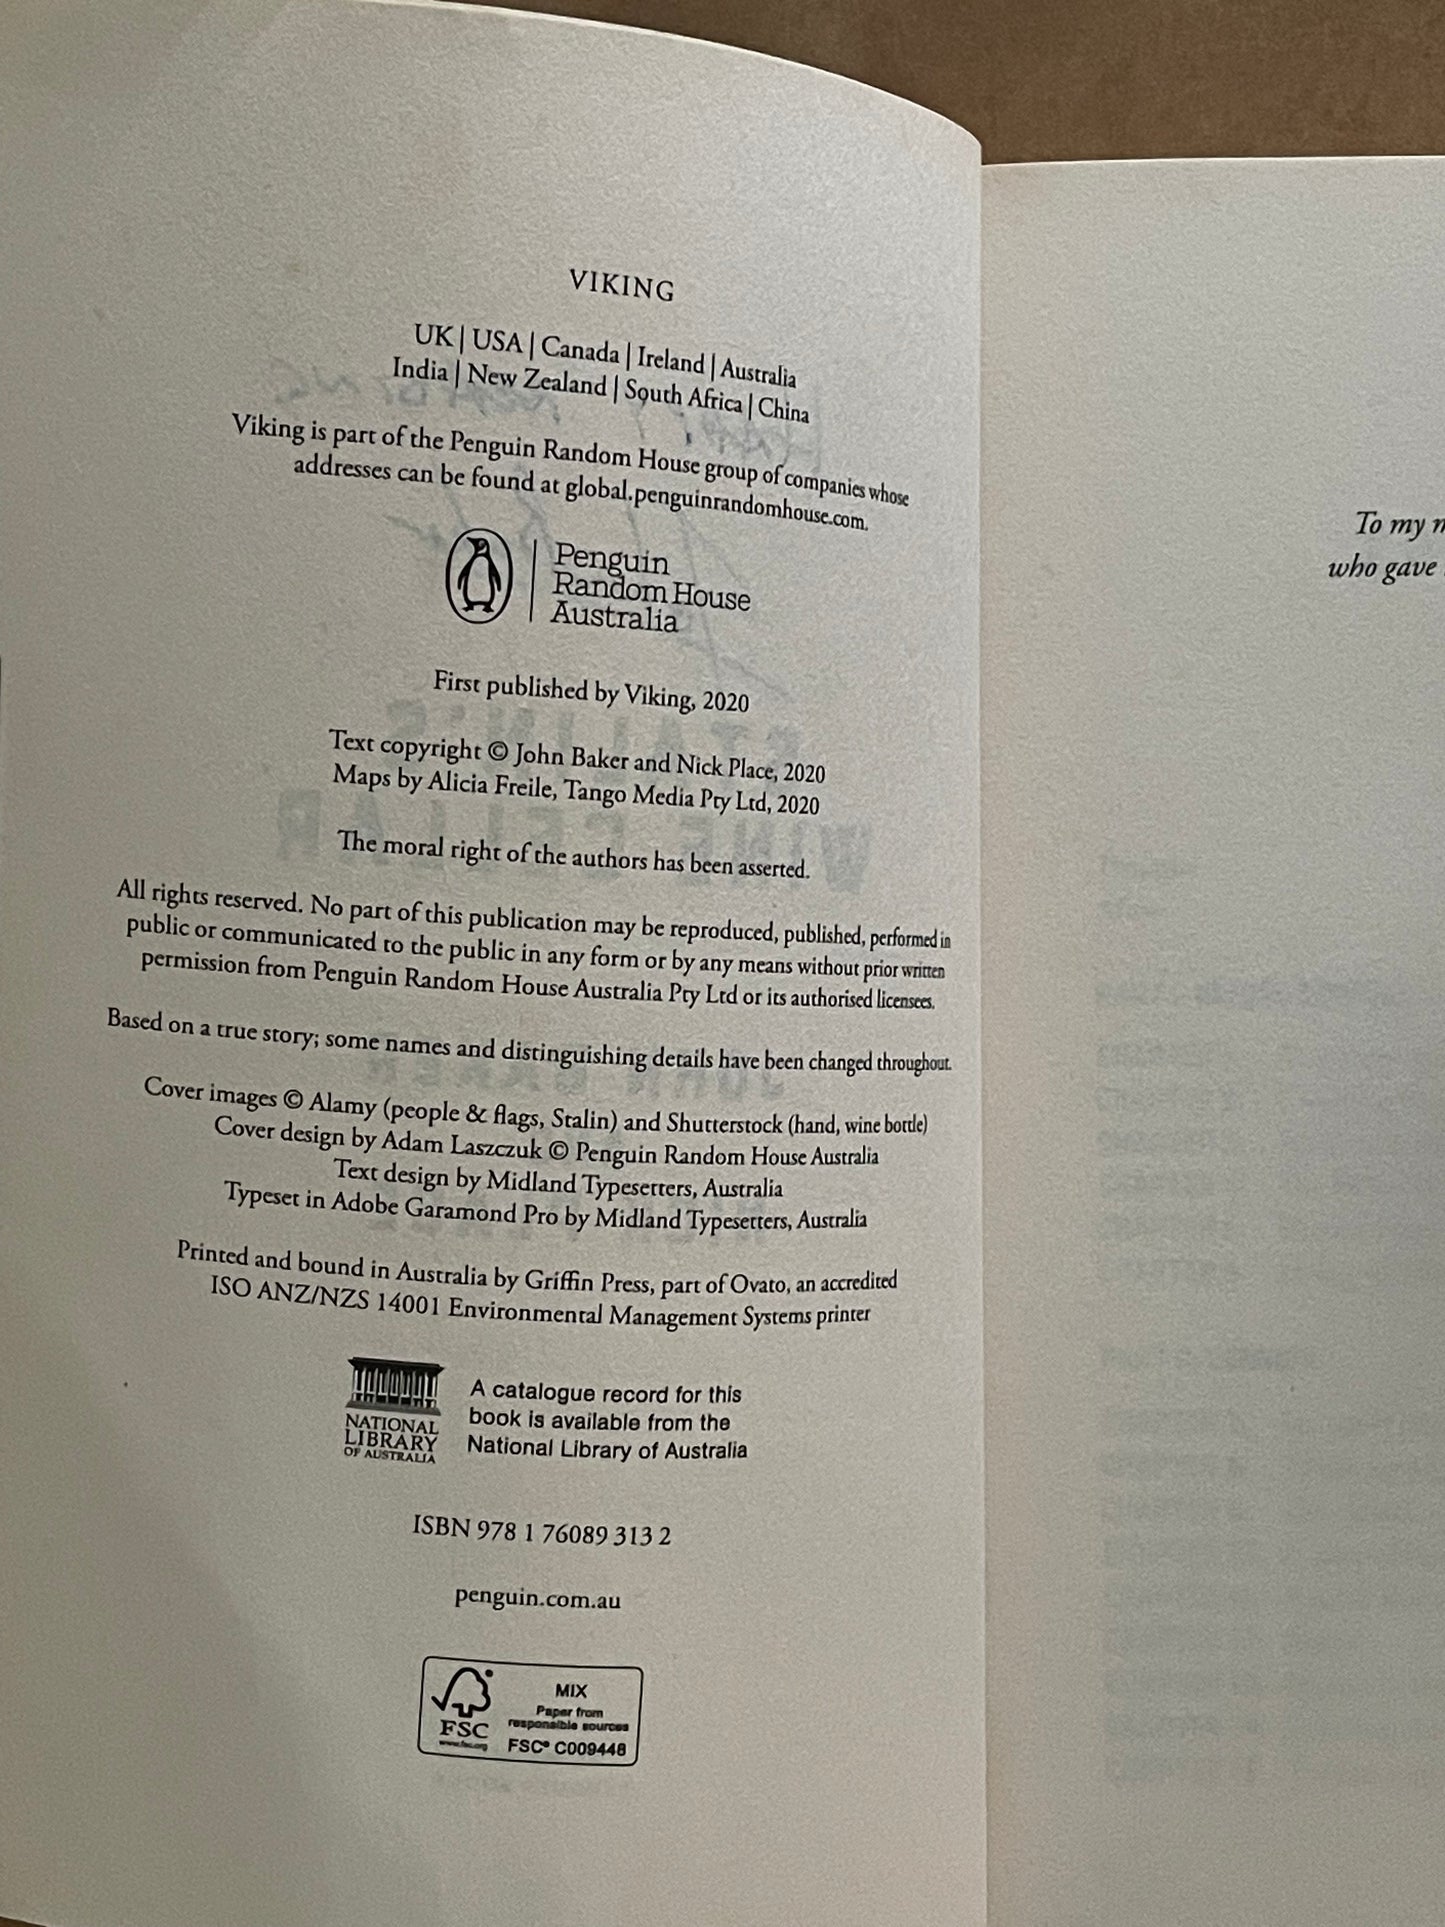 VIKING
UK | USA | Canada | Ireland | Australia
India | New Zealand | South Africa | China
Viking is part of the Penguin Random House group of companies whose
addresses can be found at global.penguinrandomhouse.com.
Penguin
Random House
Australia
First published by Viking, 2020
Text copyright © John Baker and Nick Place, 2020
Maps by Alicia Freile, Tango Media Pty Ltd, 2020
The moral right of the authors has been asserted.
All rights reserved. No part of this publication may be reproduced, published, performed in
public or communicated to the public in any form or by any means without prior written
permission from Penguin Random House Australia Pty Ltd or its authorised licensees.
Based on a true story; some names and distinguishing details have been changed throughout.
Cover images © Alamy (people & flags, Stalin) and Shutterstock (hand, wine bottle)
Cover design by Adam Laszczuk © Penguin Random House Australia
Text design by Midland Typesetters, Australia
Typeset in Adobe Garamond Pro by Midland Typesetters, Australia
Printed and bound in Australia by Griffin Press, part of Ovato, an accredited
ISO ANZ/NZS 14001 Environmental Management Systems printer
NATIONAL
LIBRARY
OF AUSTRALIA
A catalogue record for this
book is available from the
National Library of Australia
ISBN 978 1 76089 313 2
penguin.com.au
FSC
www.fsc.org
MIX
Paper from
responsible sources
FSC® C009448
To my
who gave